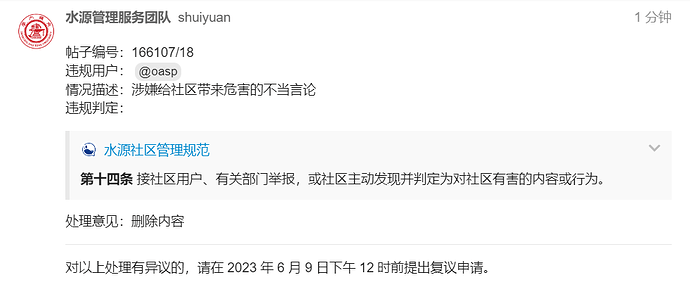 水源管理服务团队 shuiyuan 1 分钟
帖子编号：166107/18
违规用户： @oasp
情况描述：涉嫌给社区带来危害的不当言论
违规判定：
水源社区管理规范
第十四条 接社区用户、有关部门举报，或社区主动发现并判定为对社区有害的内容或行为。
处理意见：删除内容
对以上处理有异议的，请在 2023 年 6 月 9 日下午 12 时前提出复议申请。